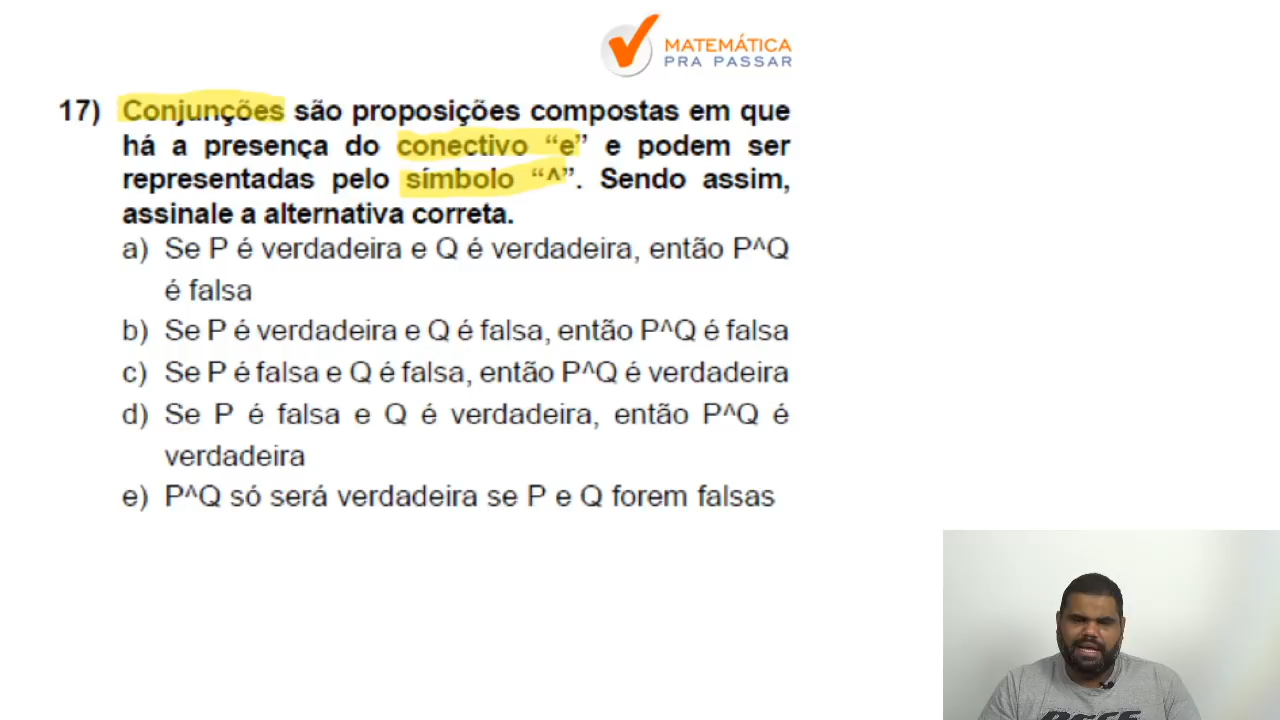 MATEMÁTICA
PRA PASSAR
17) Conjunções são proposições compostas em que
há a presença do conectivo “e” e podem ser
representadas pelo símbolo “^”. Sendo assim,
assinale a alternativa correta.
a) Se P é verdadeira e Q é verdadeira, então P^Q
é falsa
b) Se P é verdadeira e Q é falsa, então P^Q é falsa
c) Se P é falsa e Q é falsa, então P^Q é verdadeira
d) Se P é falsa e Q é verdadeira, então P^Q é
verdadeira
e) P^Q só será verdadeira se P e Q forem falsas